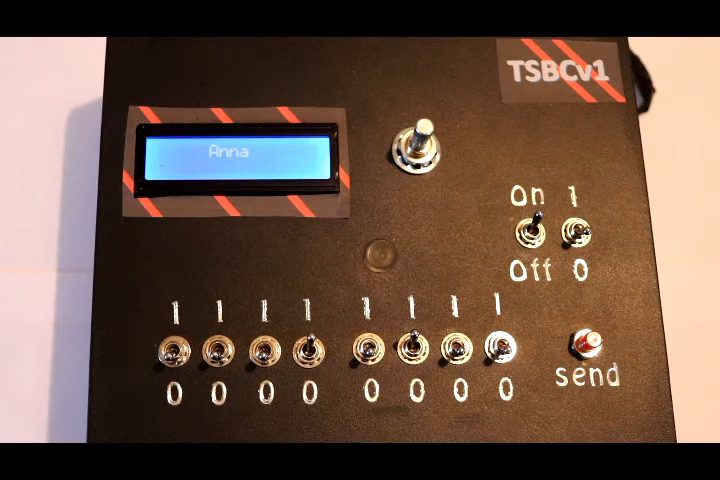 TSBCv1
Anna
On 1
Off 0
1 1 1 1 1 1 1 1
0 0 0 0 0 0 0 0
send